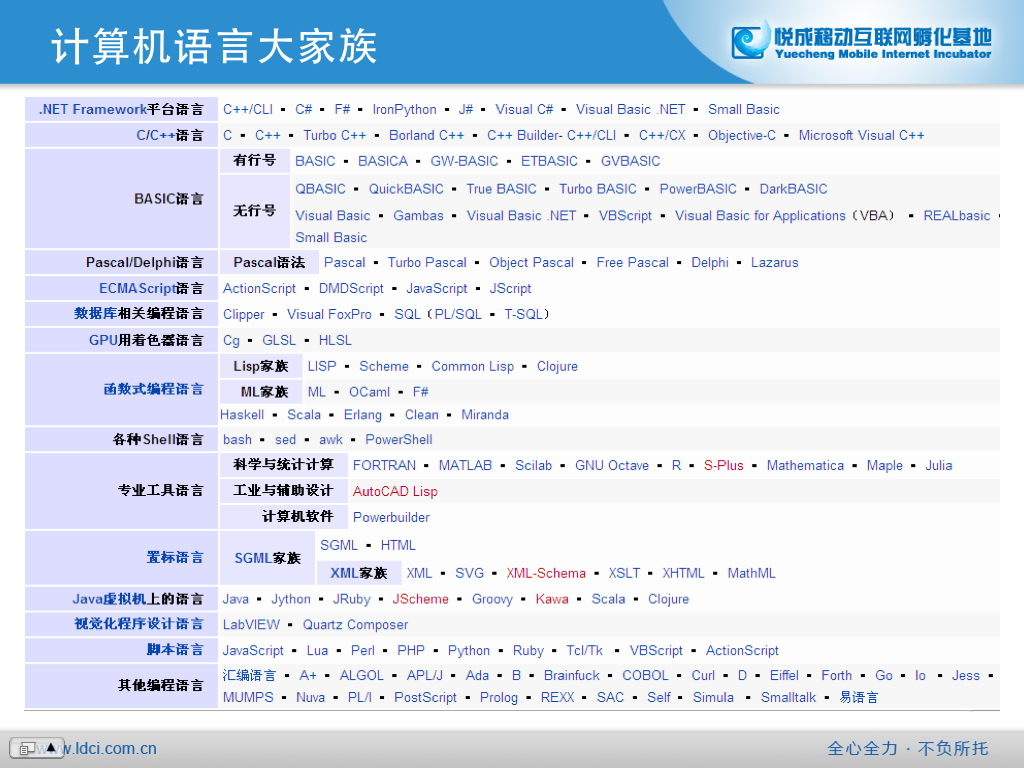 计算机语言大家族
悦成移动互联网孵化基地
Yuecheng Mobile Internet Incubator
.NET Framework平台语言 C++/CLI ▪ C# ▪ F# ▪ IronPython ▪ J# ▪ Visual C# ▪ Visual Basic .NET ▪ Small Basic
C/C++语言 C ▪ C++ ▪ Turbo C++ ▪ Borland C++ ▪ C++ Builder- C++/CLI ▪ C++/CX ▪ Objective-C ▪ Microsoft Visual C++
BASIC语言
有行号 BASIC ▪ BASICA ▪ GW-BASIC ▪ ETBASIC ▪ GVBASIC
无行号
QBASIC ▪ QuickBASIC ▪ True BASIC ▪ Turbo BASIC ▪ PowerBASIC ▪ DarkBASIC
Visual Basic ▪ Gambas ▪ Visual Basic .NET ▪ VBScript ▪ Visual Basic for Applications（VBA） ▪ REALbasic ▪
Small Basic
Pascal/Delphi语言 Pascal语法 Pascal ▪ Turbo Pascal ▪ Object Pascal ▪ Free Pascal ▪ Delphi ▪ Lazarus
ECMAScript语言 ActionScript ▪ DMDScript ▪ JavaScript ▪ JScript
数据库相关编程语言 Clipper ▪ Visual FoxPro ▪ SQL（PL/SQL ▪ T-SQL）
GPU用着色器语言 Cg ▪ GLSL ▪ HLSL
函数式编程语言
Lisp家族 LISP ▪ Scheme ▪ Common Lisp ▪ Clojure
ML家族 ML ▪ OCaml ▪ F#
Haskell ▪ Scala ▪ Erlang ▪ Clean ▪ Miranda
各种Shell语言 bash ▪ sed ▪ awk ▪ PowerShell
专业工具语言
科学与统计计算 FORTRAN ▪ MATLAB ▪ Scilab ▪ GNU Octave ▪ R ▪ S-Plus ▪ Mathematica ▪ Maple ▪ Julia
工业与辅助设计 AutoCAD Lisp
计算机软件 Powerbuilder
置标语言
SGML家族
SGML ▪ HTML
XML家族 XML ▪ SVG ▪ XML-Schema ▪ XSLT ▪ XHTML ▪ MathML
Java虚拟机上的语言 Java ▪ Jython ▪ JRuby ▪ JScheme ▪ Groovy ▪ Kawa ▪ Scala ▪ Clojure
视觉化程序设计语言 LabVIEW ▪ Quartz Composer
脚本语言 JavaScript ▪ Lua ▪ Perl ▪ PHP ▪ Python ▪ Ruby ▪ Tcl/Tk ▪ VBScript ▪ ActionScript
其他编程语言
汇编语言 ▪ A+ ▪ ALGOL ▪ APL/J ▪ Ada ▪ B ▪ Brainfuck ▪ COBOL ▪ Curl ▪ D ▪ Eiffel ▪ Forth ▪ Go ▪ Io ▪ Jess ▪
MUMPS ▪ Nuva ▪ PL/I ▪ PostScript ▪ Prolog ▪ REXX ▪ SAC ▪ Self ▪ Simula ▪ Smalltalk ▪ 易语言
www.ldci.com.cn
全心全力 · 不负所托